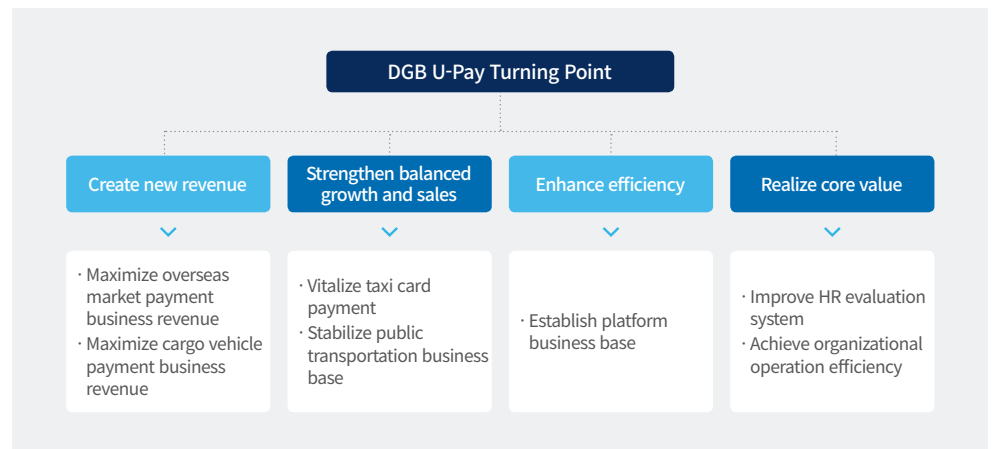 DGB U-Pay Turning Point
Create new revenue
Strengthen balanced
growth and sales
Enhance efficiency
Realize core value
· Maximize overseas
market payment
business revenue
· Maximize cargo vehicle
payment business
revenue
· Vitalize taxi card
payment
· Stabilize public
transportation business
base
· Establish platform
business base
· Improve HR evaluation
system
· Achieve organizational
operation efficiency